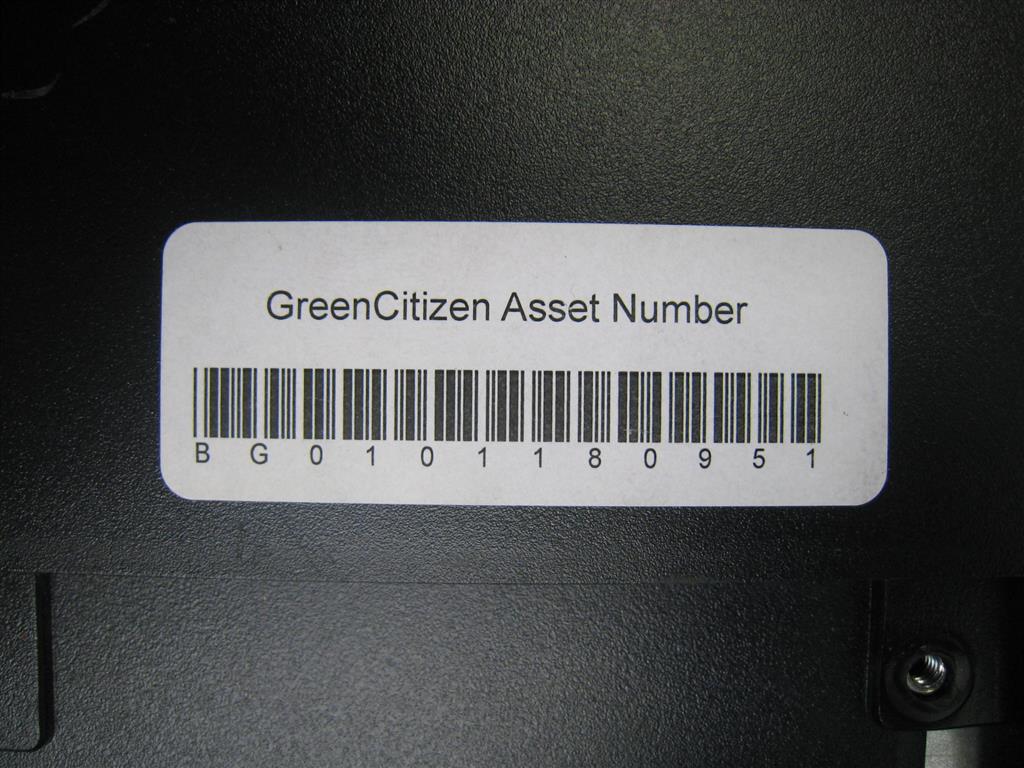 GreenCitizen Asset Number
B G 0 1 0 1 1 8 0 9 5 1